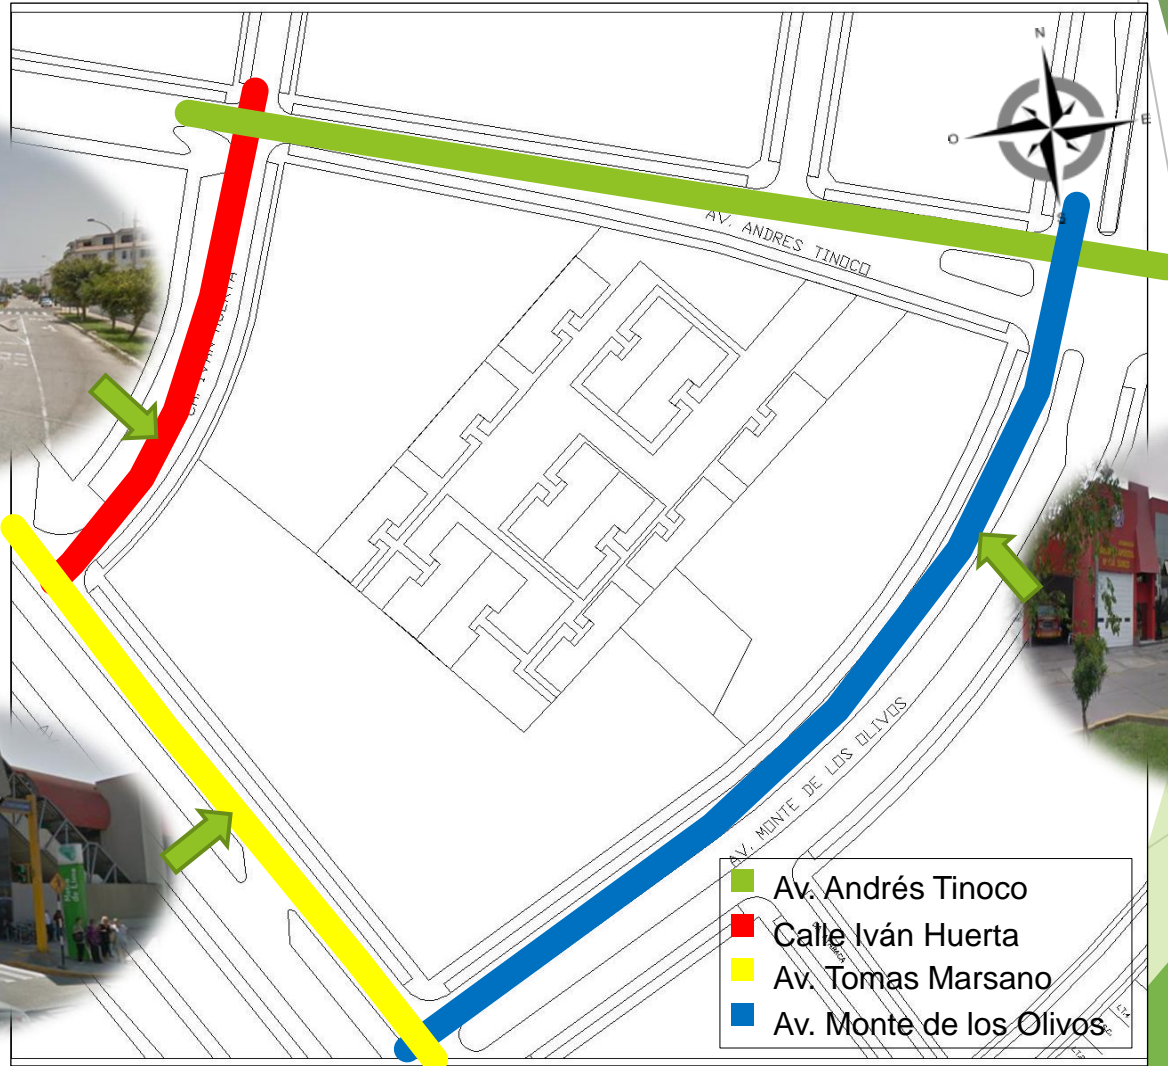 N
E
O
S
AV. ANDRES TINOCO
IVAN HUERTA
AV. MONTE DE LOS OLIVOS
AV.
Av. Andrés Tinoco
Calle Iván Huerta
Av. Tomas Marsano
Av. Monte de los Olivos